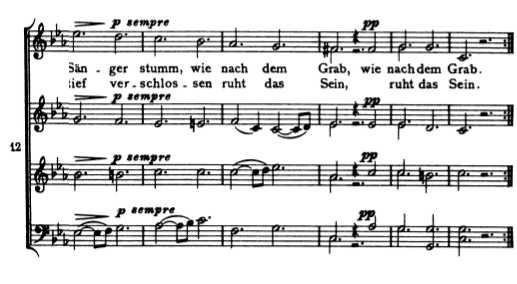 p sempre pp
Sän - ger stumm, wie nach dem Grab, wie nach dem Grab.
tief ver - schlos - sen ruht das Sein, ruht das Sein.
p sempre pp
12
p sempre pp
p sempre pp